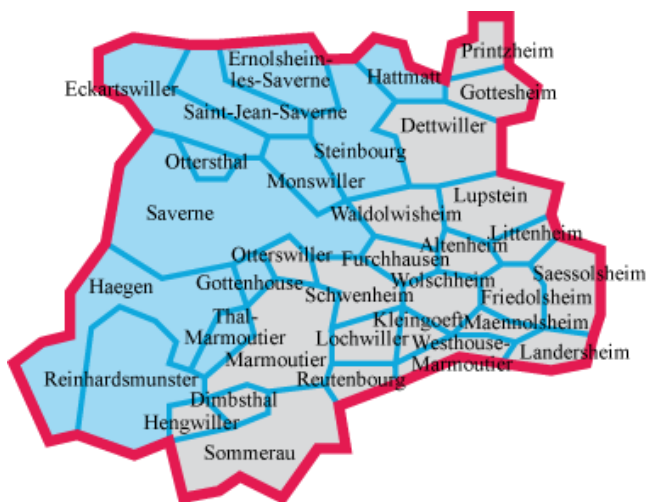 Printzheim
Ernolsheim-
les-Saverne
Hattmatt
Eckartswiller
Gottesheim
Saint-Jean-Saverne
Dettwiller
Steinbourg
Ottersthal
Monswiller
Lupstein
Saverne
Waldolwisheim
Littenheim
Altenheim
Otterswiller
Furchhausen
Saessolsheim
Haegen
Gottenhouse
Wolschheim
Schwenheim
Friedolsheim
Thal-
Marmoutier
Kleingoeft
Maennolsheim
Lochwiller
Westhouse-
Marmoutier
Marmoutier
Landersheim
Reinhardsmunster
Reutenbourg
Dimbsthal
Hengwiller
Sommerau